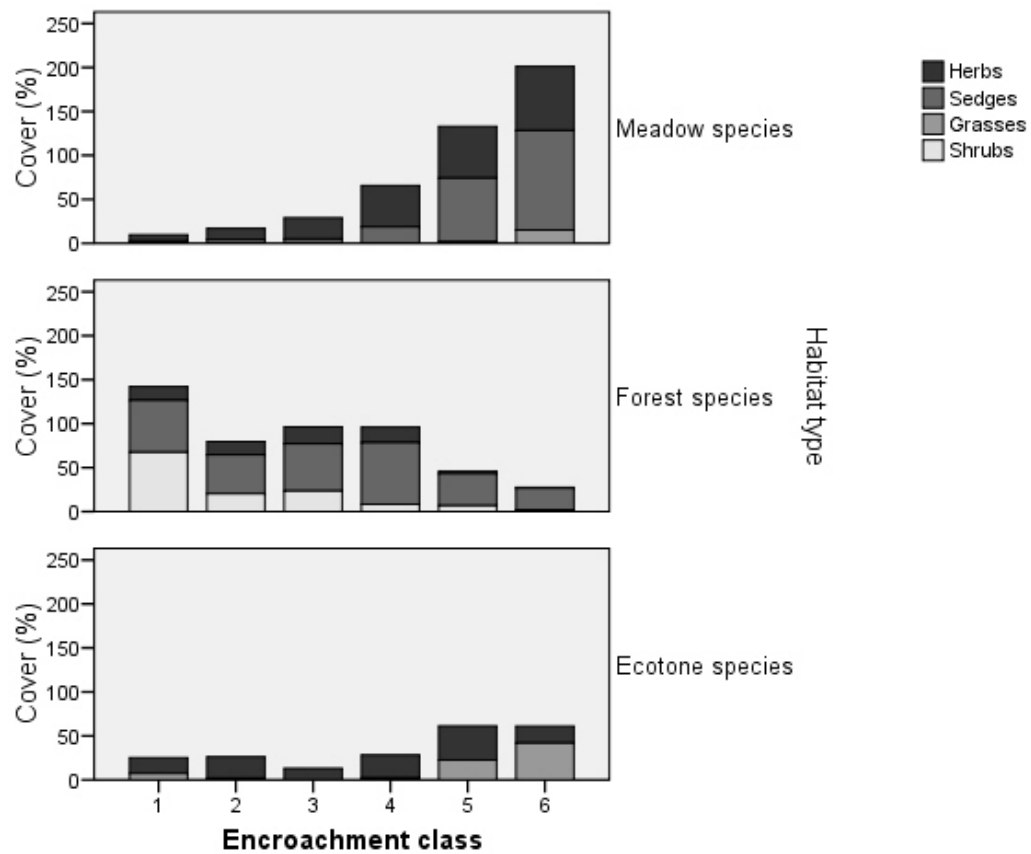 250
200
150
100
50
0
Cover (%)
Meadow species
Herbs
Sedges
Grasses
Shrubs
250
200
150
100
50
0
Cover (%)
Forest species
Habitat type
250
200
150
100
50
0
Cover (%)
Ecotone species
1 2 3 4 5 6
Encroachment class